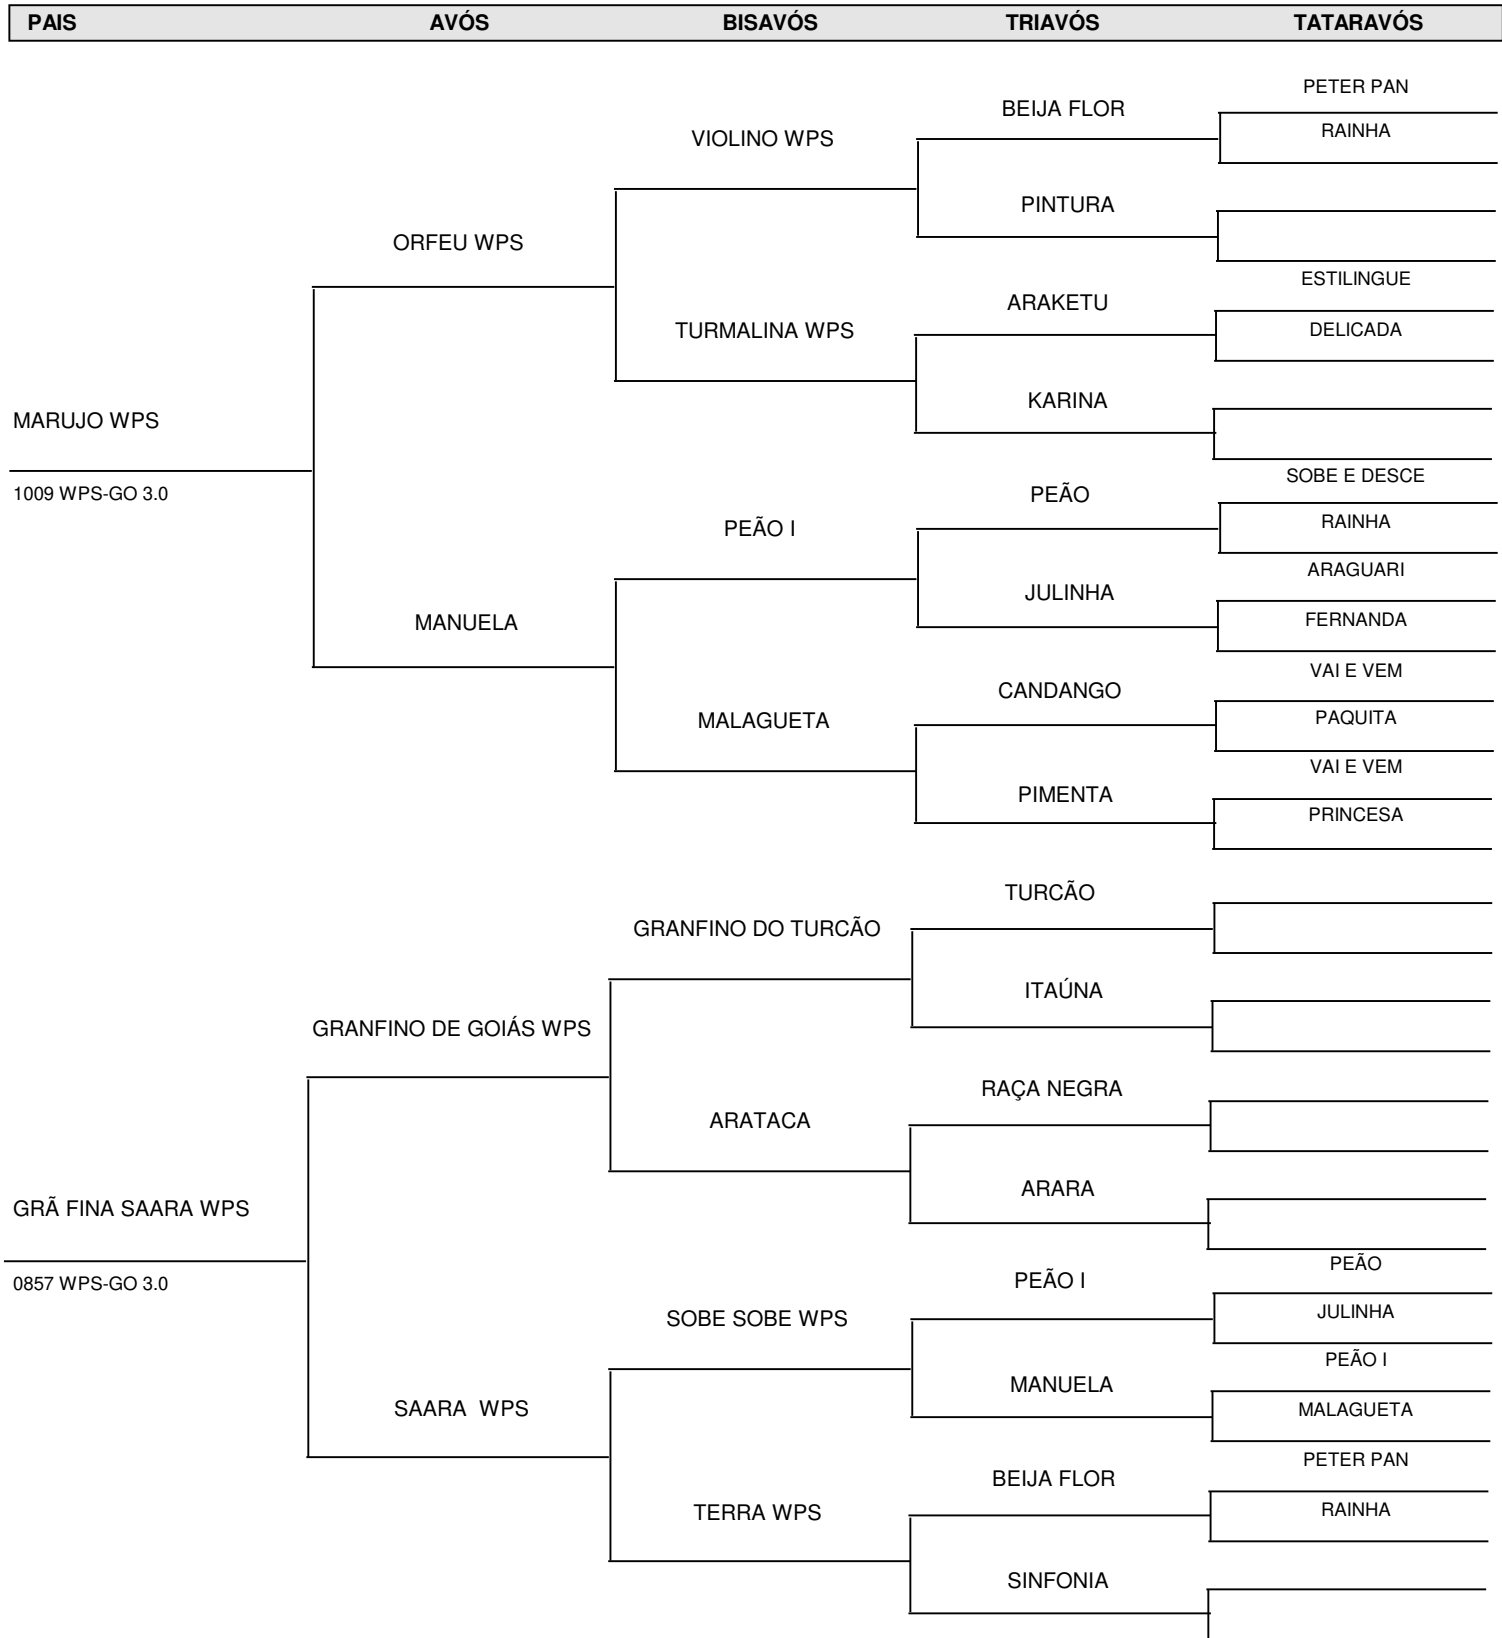 PAIS AVÓS BISAVÓS TRIAVÓS TATARAVÓS
PETER PAN
BEIJA FLOR
RAINHA
VIOLINO WPS
PINTURA
ORFEU WPS
ESTILINGUE
ARAKETU
TURMALINA WPS
DELICADA
KARINA
MARUJO WPS
1009 WPS-GO 3.0
SOBE E DESCE
PEÃO
RAINHA
PEÃO I
ARAGUARI
JULINHA
MANUELA
FERNANDA
VAI E VEM
CANDANGO
MALAGUETA
PAQUITA
VAI E VEM
PIMENTA
PRINCESA
TURCÃO
GRANFINO DO TURCÃO
ITAÚNA
GRANFINO DE GOIÁS WPS
RAÇA NEGRA
ARATACA
ARARA
GRÃ FINA SAARA WPS
0857 WPS-GO 3.0
PEÃO
PEÃO I
SOBE SOBE WPS
JULINHA
PEÃO I
MANUELA
SAARA WPS
MALAGUETA
PETER PAN
BEIJA FLOR
TERRA WPS
RAINHA
SINFONIA